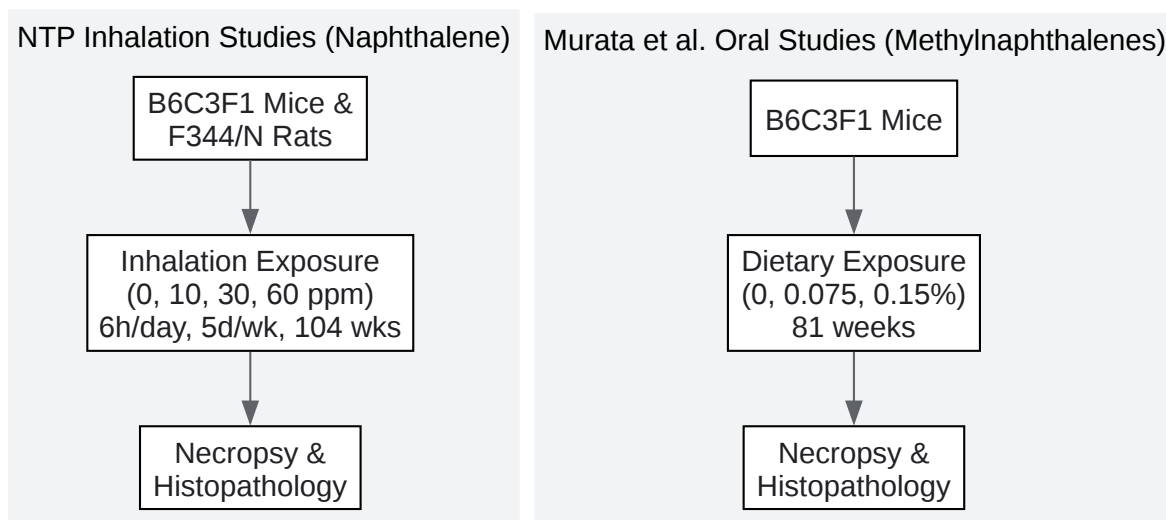 NTP Inhalation Studies (Naphthalene)
B6C3F1 Mice &
F344/N Rats
Inhalation Exposure
(0, 10, 30, 60 ppm)
6h/day, 5d/wk, 104 wks
Necropsy &
Histopathology
Murata et al. Oral Studies (Methylnaphthalenes)
B6C3F1 Mice
Dietary Exposure
(0, 0.075, 0.15%)
81 weeks
Necropsy &
Histopathology